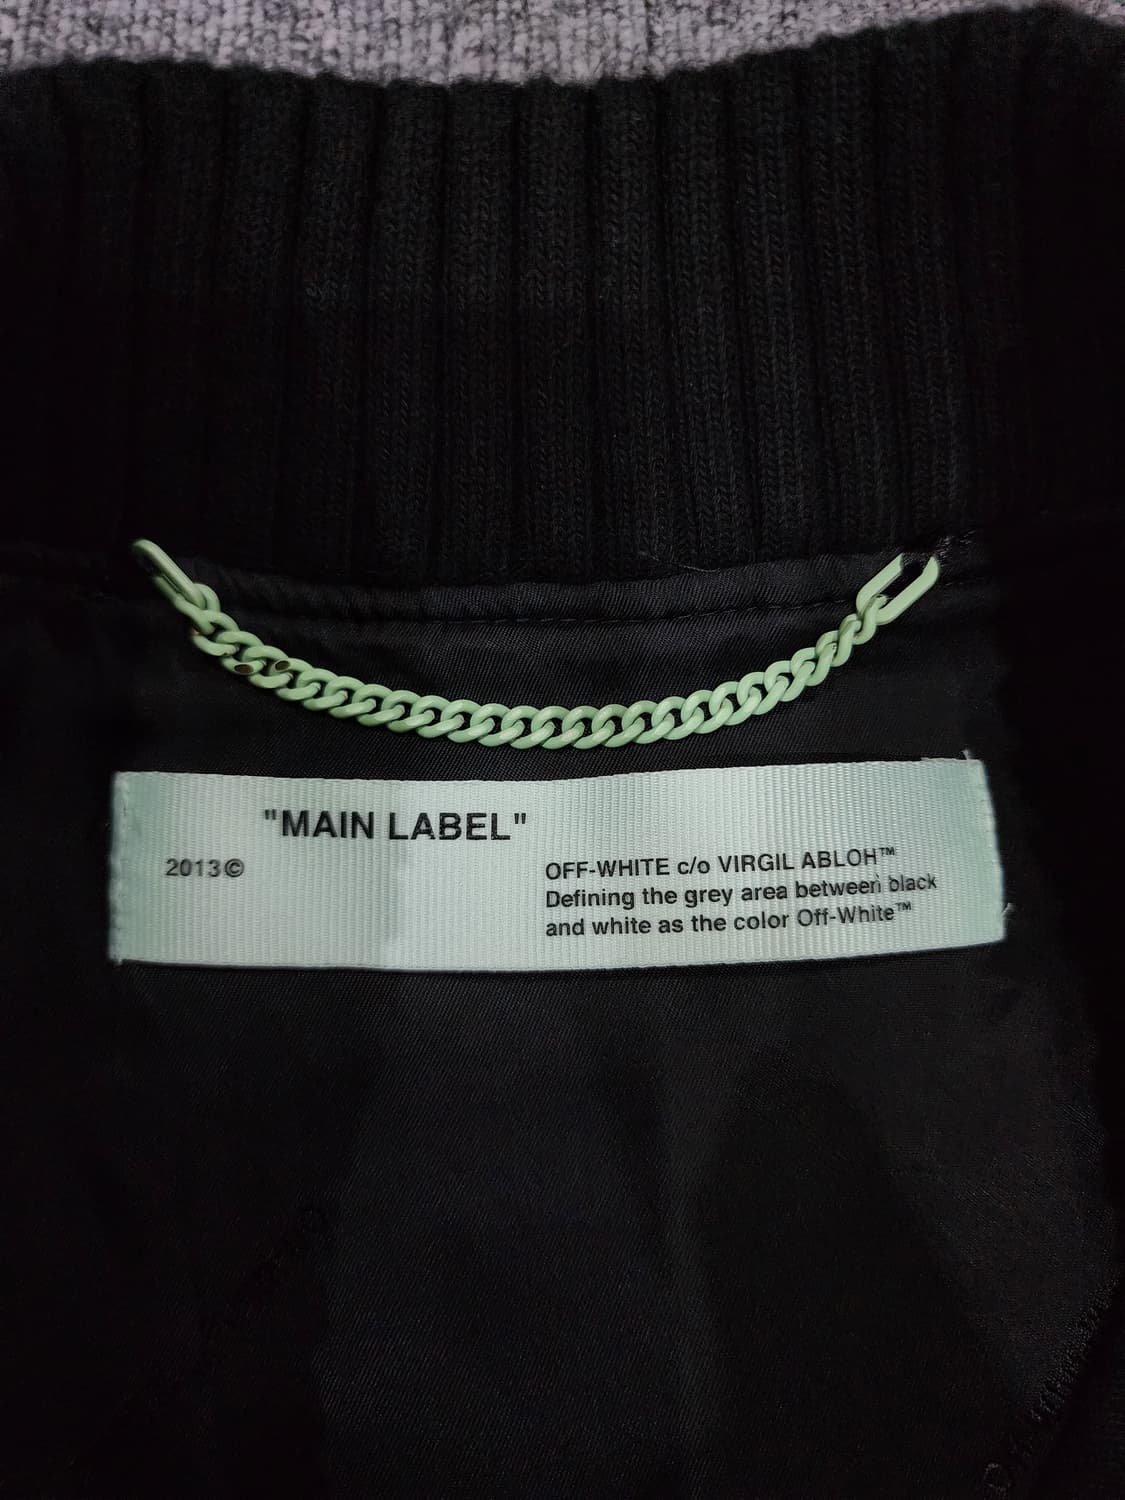 "MAIN LABEL"
2013©
OFF-WHITE c/o VIRGIL ABLOH™
Defining the grey area between black
and white as the color Off-White™